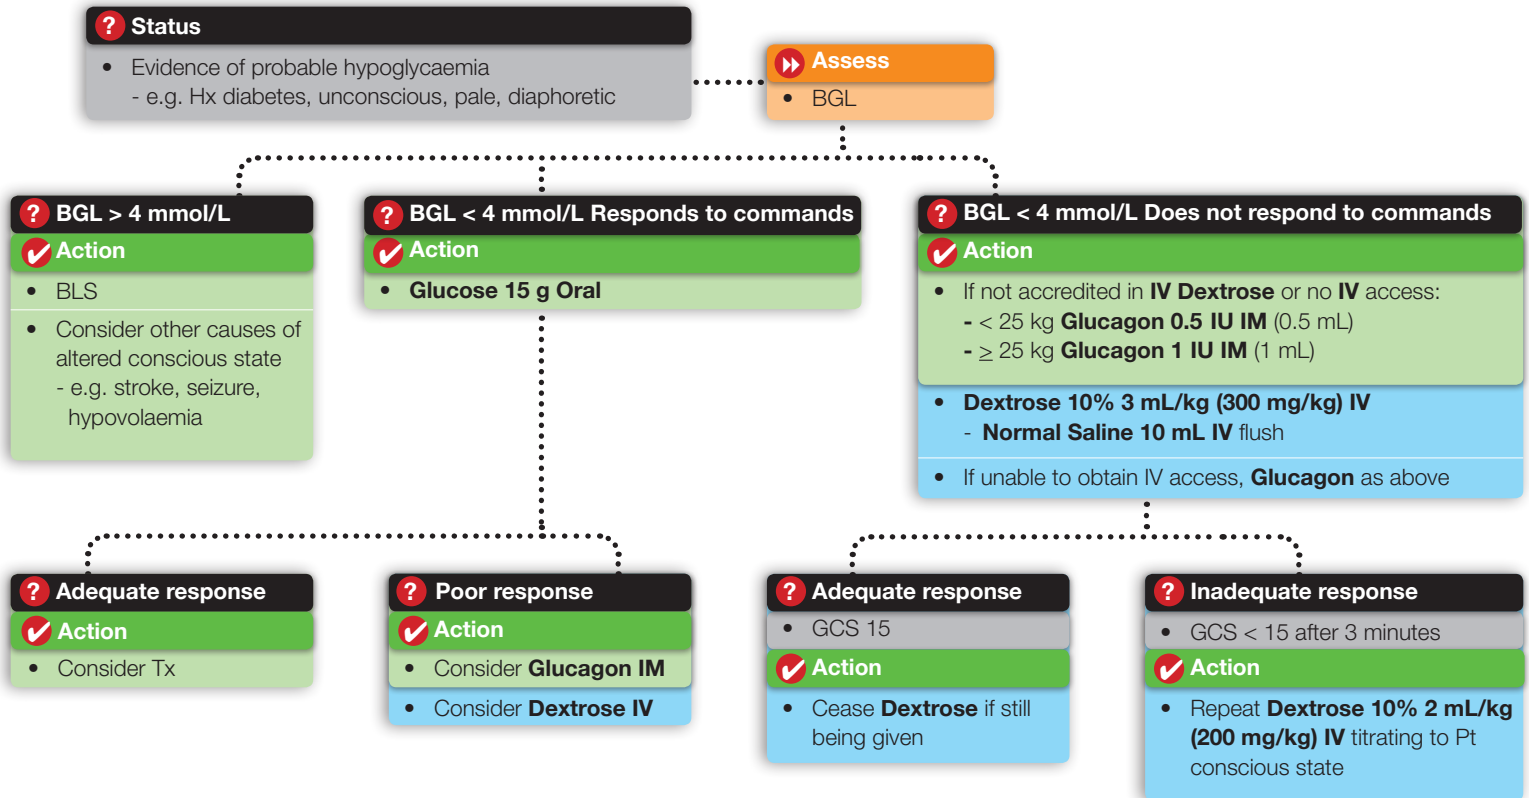 Status
• Evidence of probable hypoglycaemia
- e.g. Hx diabetes, unconscious, pale, diaphoretic
Assess
• BGL
BGL > 4 mmol/L
Action
• BLS
• Consider other causes of
altered conscious state
- e.g. stroke, seizure,
hypovolaemia
BGL < 4 mmol/L Responds to commands
Action
• Glucose 15 g Oral
BGL < 4 mmol/L Does not respond to commands
Action
• If not accredited in IV Dextrose or no IV access:
- < 25 kg Glucagon 0.5 IU IM (0.5 mL)
- ≥ 25 kg Glucagon 1 IU IM (1 mL)
• Dextrose 10% 3 mL/kg (300 mg/kg) IV
- Normal Saline 10 mL IV flush
• If unable to obtain IV access, Glucagon as above
Adequate response
Action
• Consider Tx
Poor response
Action
• Consider Glucagon IM
• Consider Dextrose IV
Adequate response
• GCS 15
Action
• Cease Dextrose if still
being given
Inadequate response
• GCS < 15 after 3 minutes
Action
• Repeat Dextrose 10% 2 mL/kg
(200 mg/kg) IV titrating to Pt
conscious state